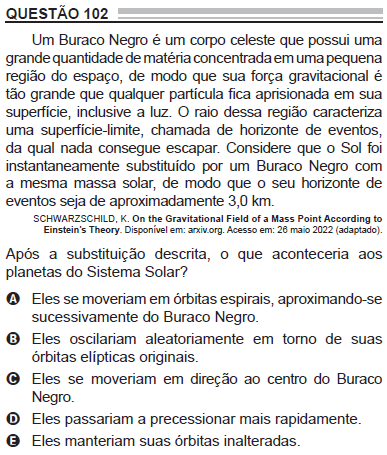 QUESTÃO 102
Um Buraco Negro é um corpo celeste que possui uma
grande quantidade de matéria concentrada em uma pequena
região do espaço, de modo que sua força gravitacional é
tão grande que qualquer partícula fica aprisionada em sua
superfície, inclusive a luz. O raio dessa região caracteriza
uma superfície-limite, chamada de horizonte de eventos,
da qual nada consegue escapar. Considere que o Sol foi
instantaneamente substituído por um Buraco Negro com
a mesma massa solar, de modo que o seu horizonte de
eventos seja de aproximadamente 3,0 km.
SCHWARZSCHILD, K. On the Gravitational Field of a Mass Point According to
Einstein's Theory. Disponível em: arxiv.org. Acesso em: 26 maio 2022 (adaptado).
Após a substituição descrita, o que aconteceria aos
planetas do Sistema Solar?
A Eles se moveriam em órbitas espirais, aproximando-se
sucessivamente do Buraco Negro.
B Eles oscilariam aleatoriamente em torno de suas
órbitas elípticas originais.
C Eles se moveriam em direção ao centro do Buraco
Negro.
D Eles passariam a precessionar mais rapidamente.
E Eles manteriam suas órbitas inalteradas.